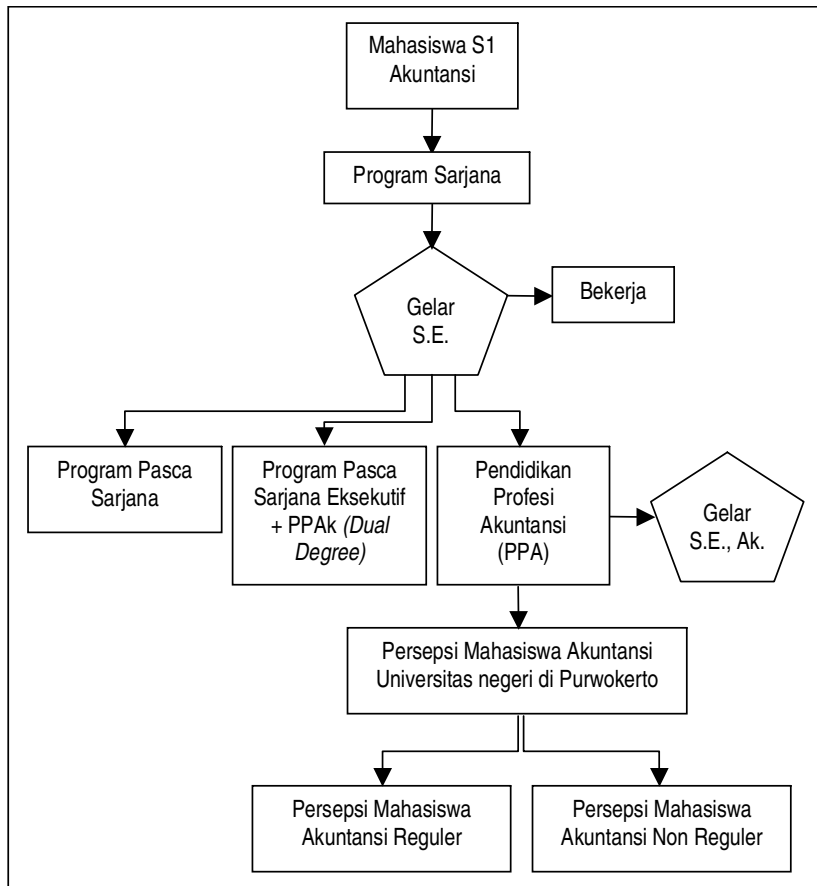 Mahasiswa S1
Akuntansi
Program Sarjana
Gelar
S.E.
Bekerja
Program Pasca
Sarjana
Program Pasca
Sarjana Eksekutif
+ PPAk (Dual
Degree)
Pendidikan
Profesi
Akuntansi
(PPA)
Gelar
S.E., Ak.
Persepsi Mahasiswa Akuntansi
Universitas negeri di Purwokerto
Persepsi Mahasiswa
Akuntansi Reguler
Persepsi Mahasiswa
Akuntansi Non Reguler